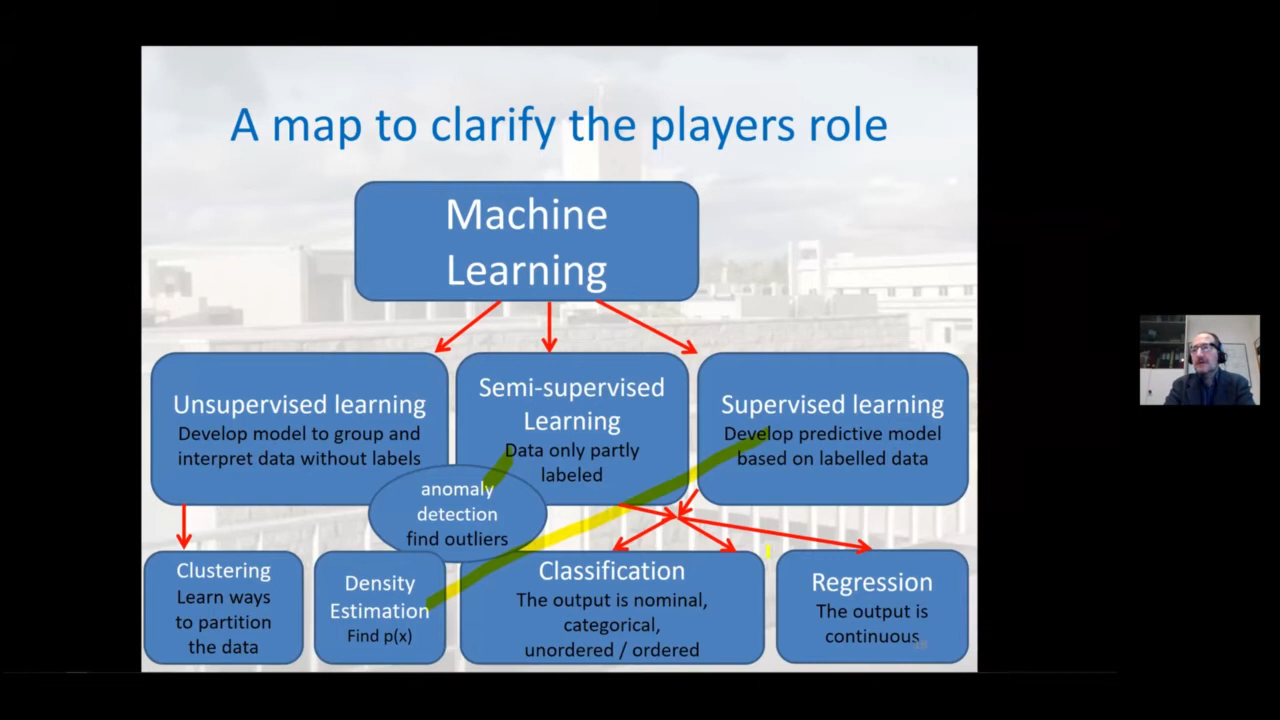 A map to clarify the players role
Machine
Learning
Unsupervised learning
Develop model to group and
interpret data without labels
Semi-supervised
Learning
Data only partly
labeled
Supervised learning
Develop predictive model
based on labelled data
anomaly
detection
find outliers
Clustering
Learn ways
to partition
the data
Density
Estimation
Find p(x)
Classification
The output is nominal,
categorical,
unordered / ordered
Regression
The output is
continuous